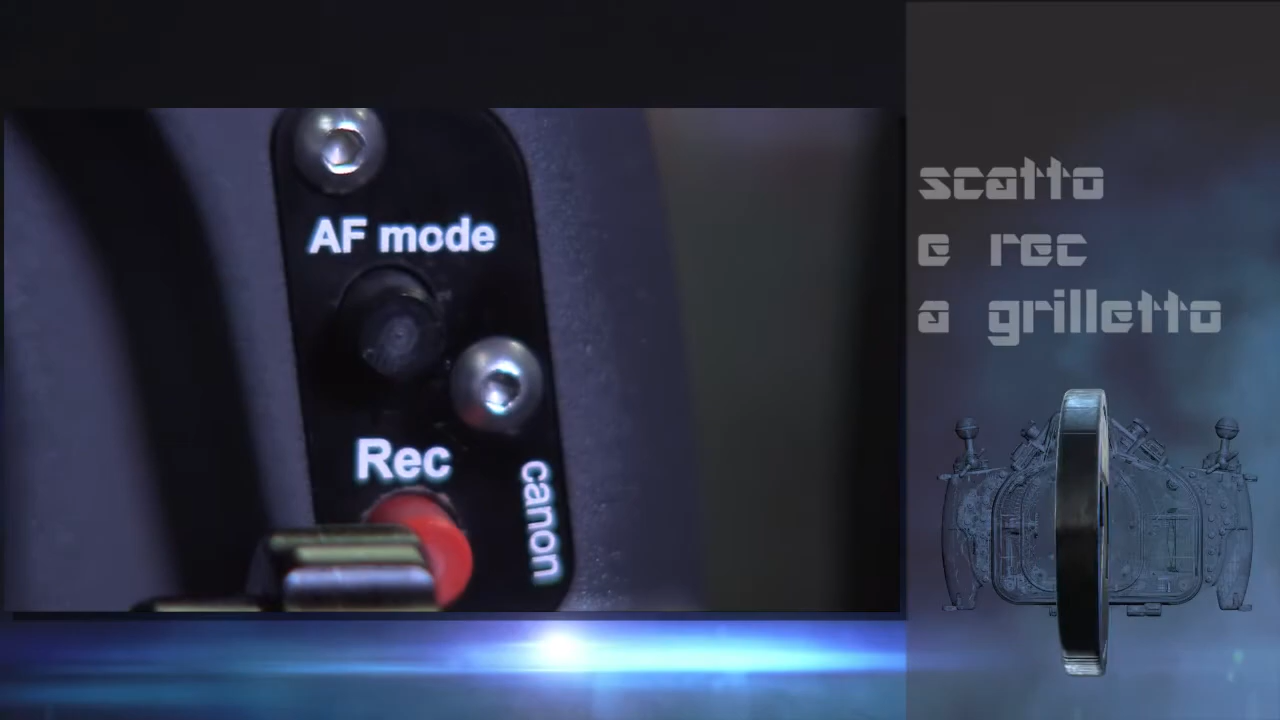 AF mode
Rec
canon
scatto
e rec
a grilletto